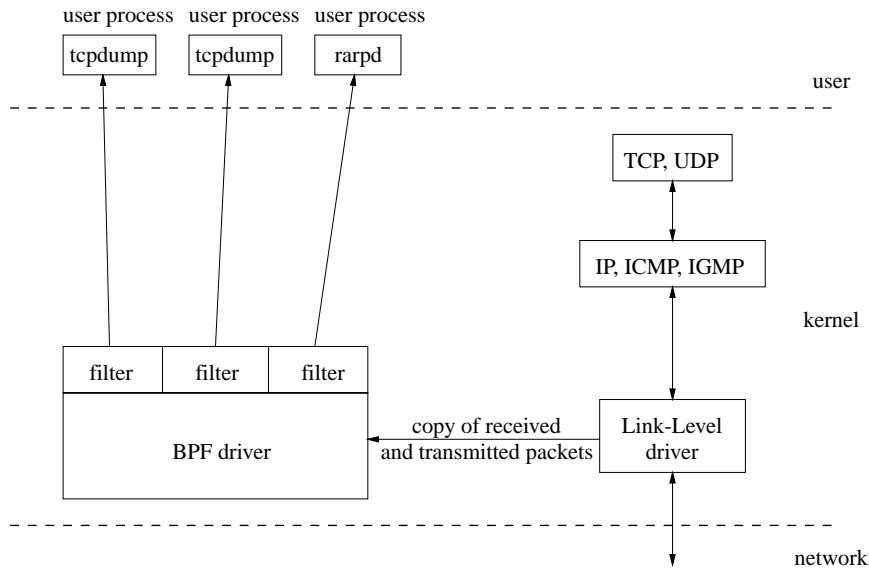 user process
user process
user process
tcpdump
tcpdump
rarpd
user
TCP, UDP
IP, ICMP, IGMP
kernel
filter
filter
filter
BPF driver
copy of received
and transmitted packets
Link-Level
driver
network